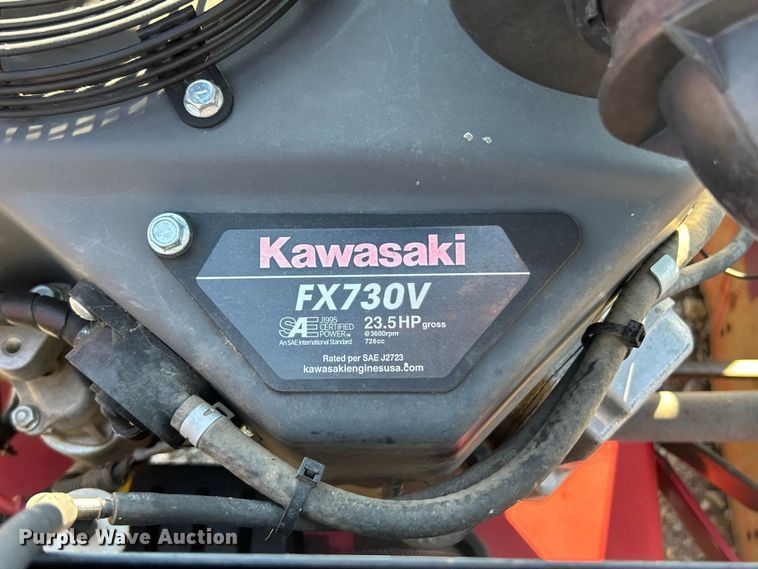 Kawasaki
FX730V
SAE J1995 CERTIFIED POWER
An SAE International Standard
23.5 HP gross
@3600rpm
726cc
Rated per SAE J2723
kawasakienginesusa.com
Purple Wave Auction